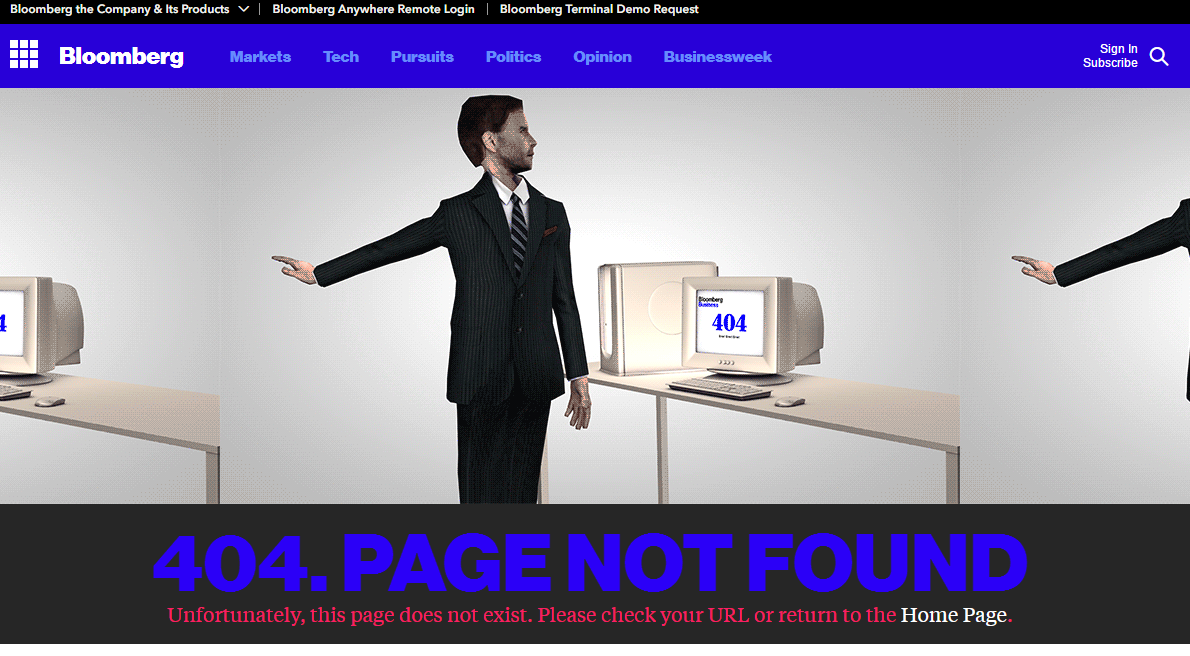 Bloomberg the Company & Its Products Bloomberg Anywhere Remote Login Bloomberg Terminal Demo Request
Bloomberg Markets Tech Pursuits Politics Opinion Businessweek Sign In
Subscribe
4
Bloomberg
Business
404
404. PAGE NOT FOUND
Unfortunately, this page does not exist. Please check your URL or return to the Home Page.